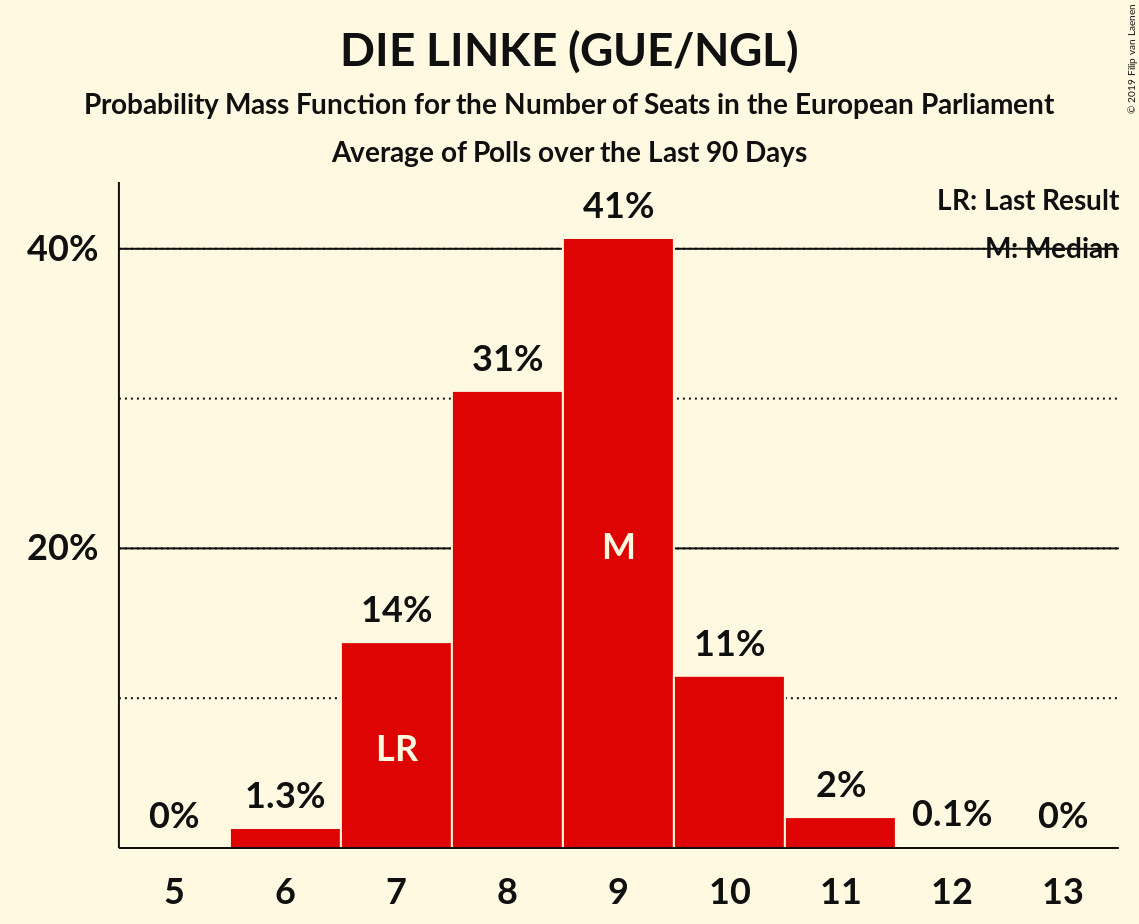 DIE LINKE (GUE/NGL)
Probability Mass Function for the Number of Seats in the European Parliament
Average of Polls over the Last 90 Days
© 2019 Filip van Laenen
LR: Last Result
M: Median
40%
20%
0%
1.3%
14%
31%
41%
11%
2%
0.1%
0%
LR
M
5 6 7 8 9 10 11 12 13